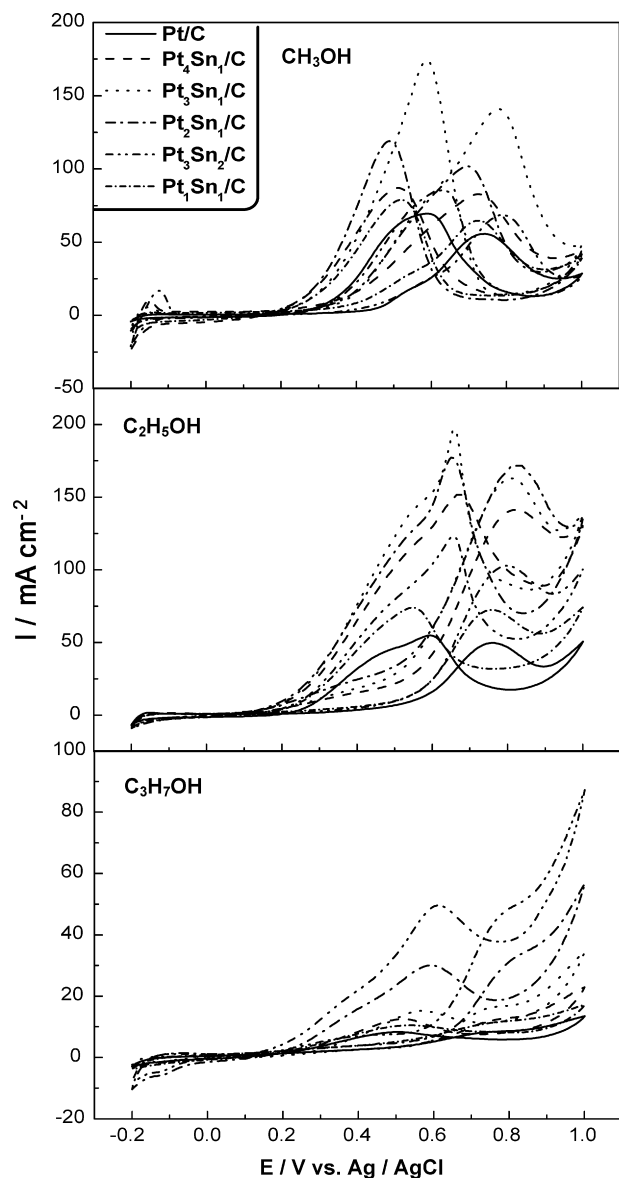 Pt/C
Pt₄Sn₁/C
Pt₃Sn₁/C
Pt₂Sn₁/C
Pt₃Sn₂/C
Pt₁Sn₁/C
CH₃OH
200
150
100
50
0
-50
C₂H₅OH
200
150
100
50
0
I / mA cm⁻²
100
C₃H₇OH
80
60
40
20
0
-20
-0.2 0.0 0.2 0.4 0.6 0.8 1.0
E / V vs. Ag / AgCl